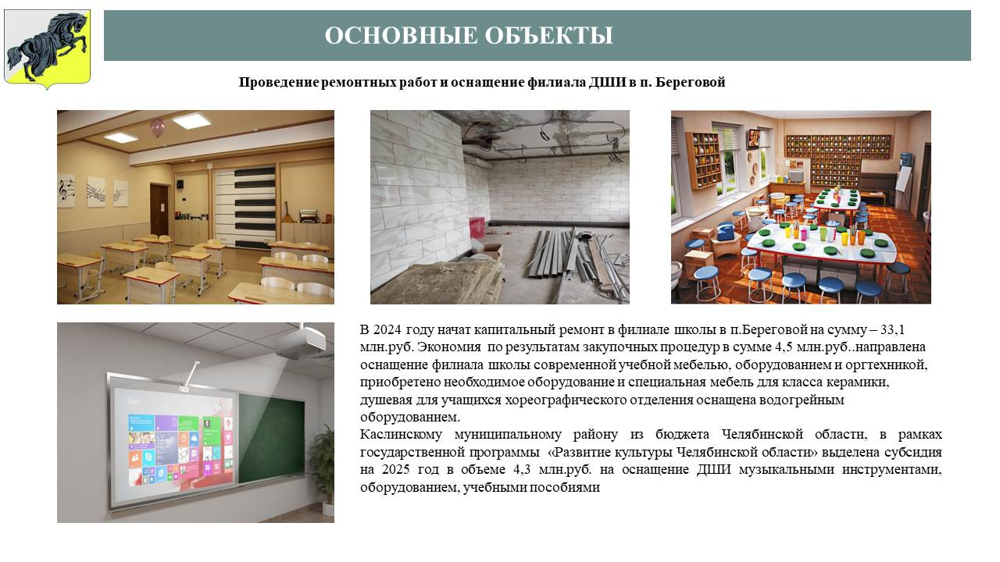 ОСНОВНЫЕ ОБЪЕКТЫ
Проведение ремонтных работ и оснащение филиала ДШИ в п. Береговой
Start
В 2024 году начат капитальный ремонт в филиале школы в п.Береговой на сумму – 33,1
млн.руб. Экономия по результатам закупочных процедур в сумме 4,5 млн.руб..направлена
оснащение филиала школы современной учебной мебелью, оборудованием и оргтехникой,
приобретено необходимое оборудование и специальная мебель для класса керамики,
душевая для учащихся хореографического отделения оснащена водогрейным
оборудованием.
Каслинскому муниципальному району из бюджета Челябинской области, в рамках
государственной программы «Развитие культуры Челябинской области» выделена субсидия
на 2025 год в объеме 4,3 млн.руб. на оснащение ДШИ музыкальными инструментами,
оборудованием, учебными пособиями